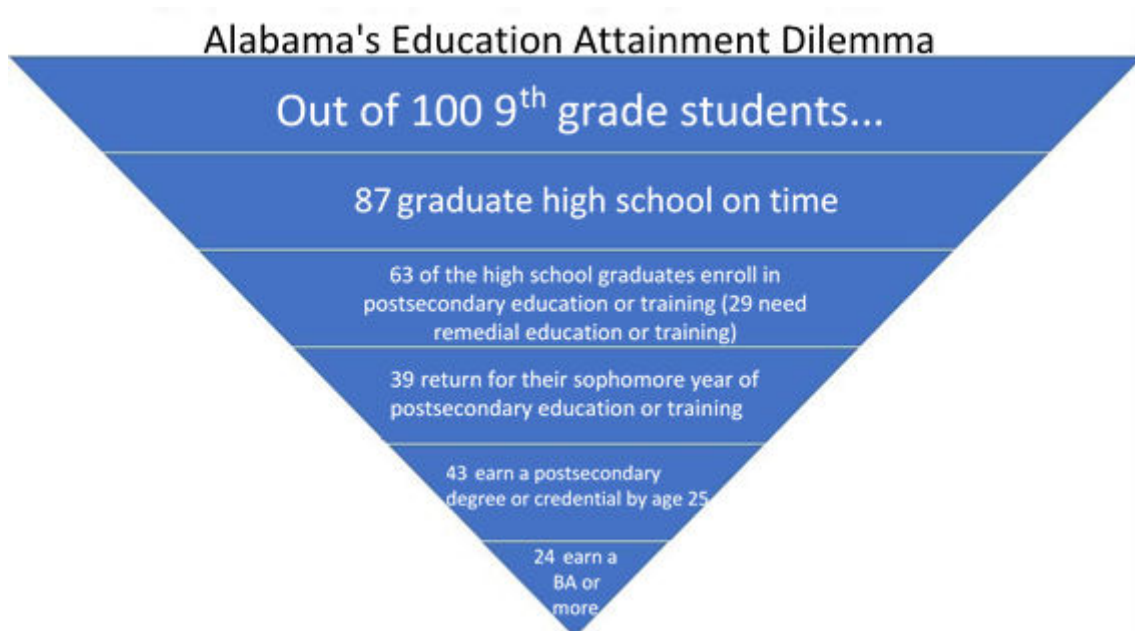 Alabama's Education Attainment Dilemma
Out of 100 9th grade students...
87 graduate high school on time
63 of the high school graduates enroll in
postsecondary education or training (29 need
remedial education or training)
39 return for their sophomore year of
postsecondary education or training
43 earn a postsecondary
degree or credential by age 25
24 earn a
BA or
more